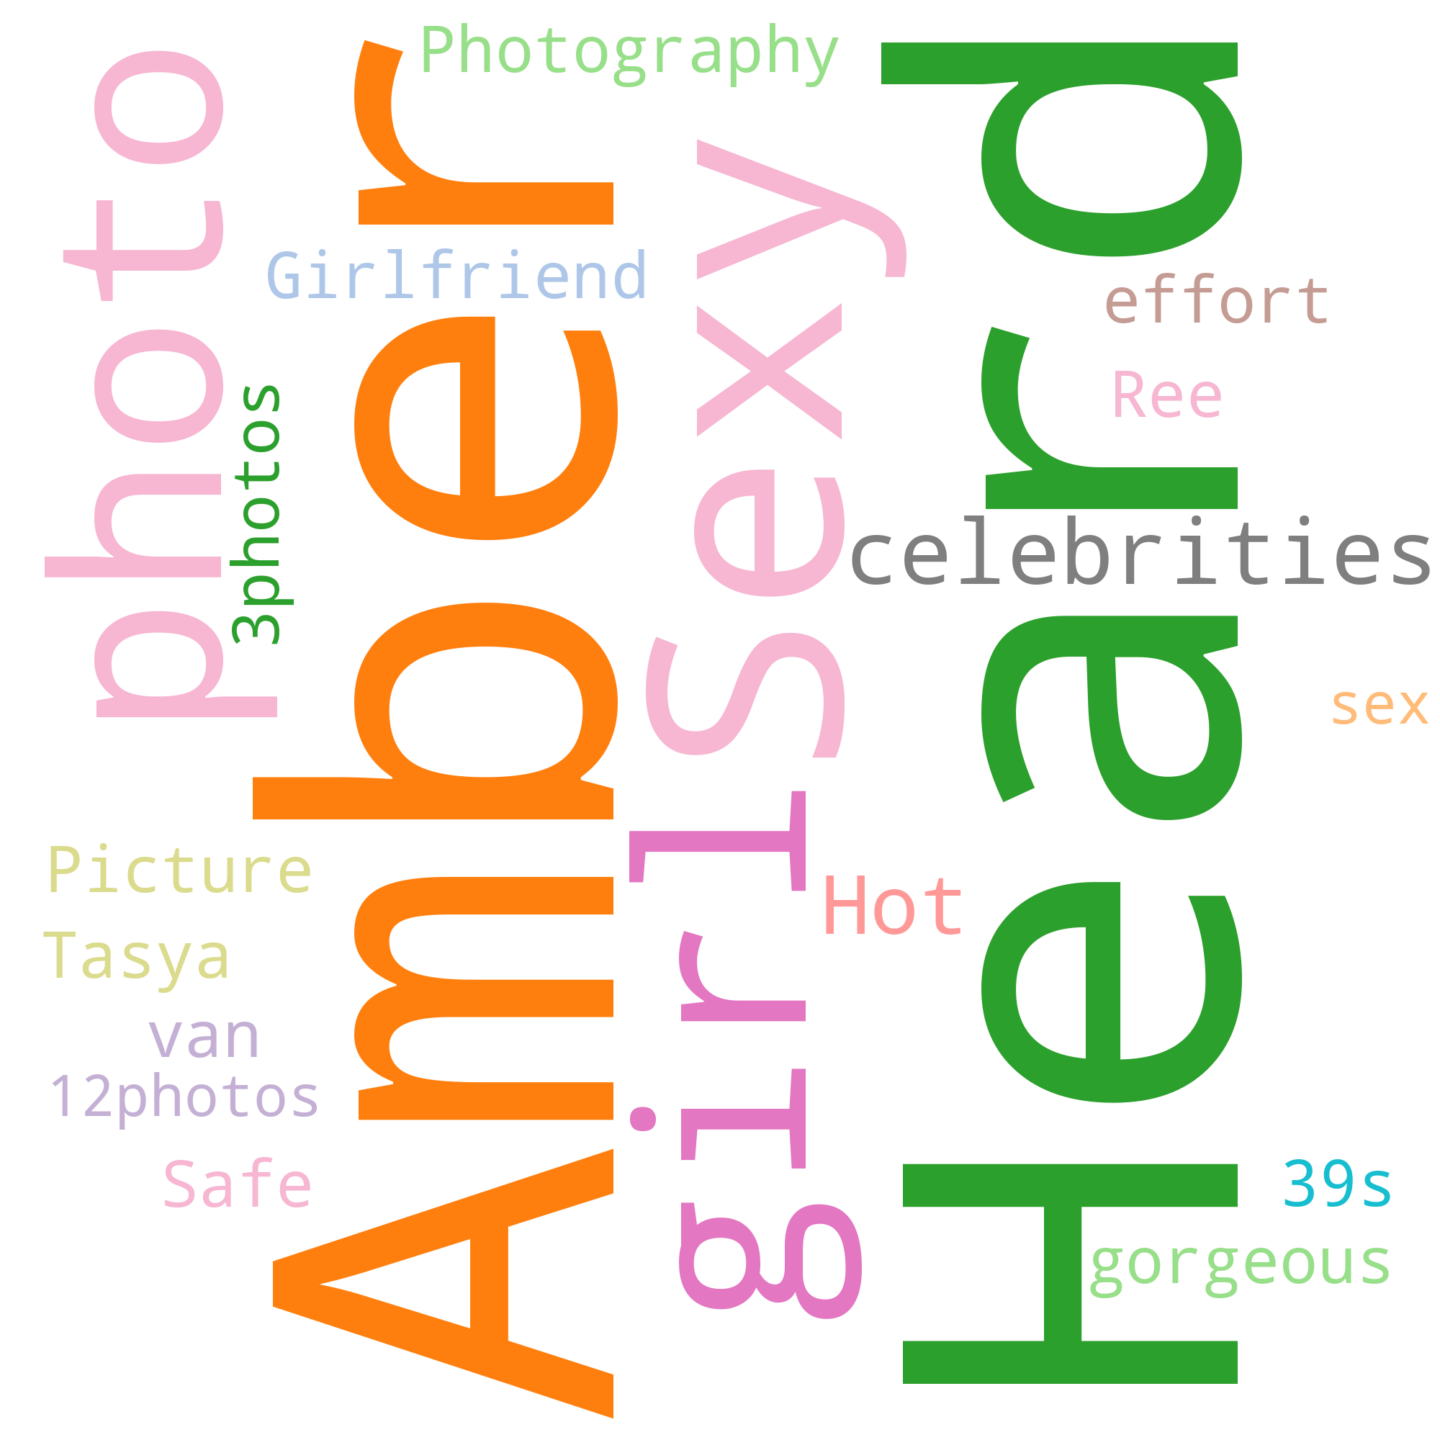 Photography
photo
Amber
Sexy
Heard
Girlfriend
effort
Ree
3photos
celebrities
sex
girl
Picture
Hot
Tasya
van
12photos
Safe
39s
gorgeous